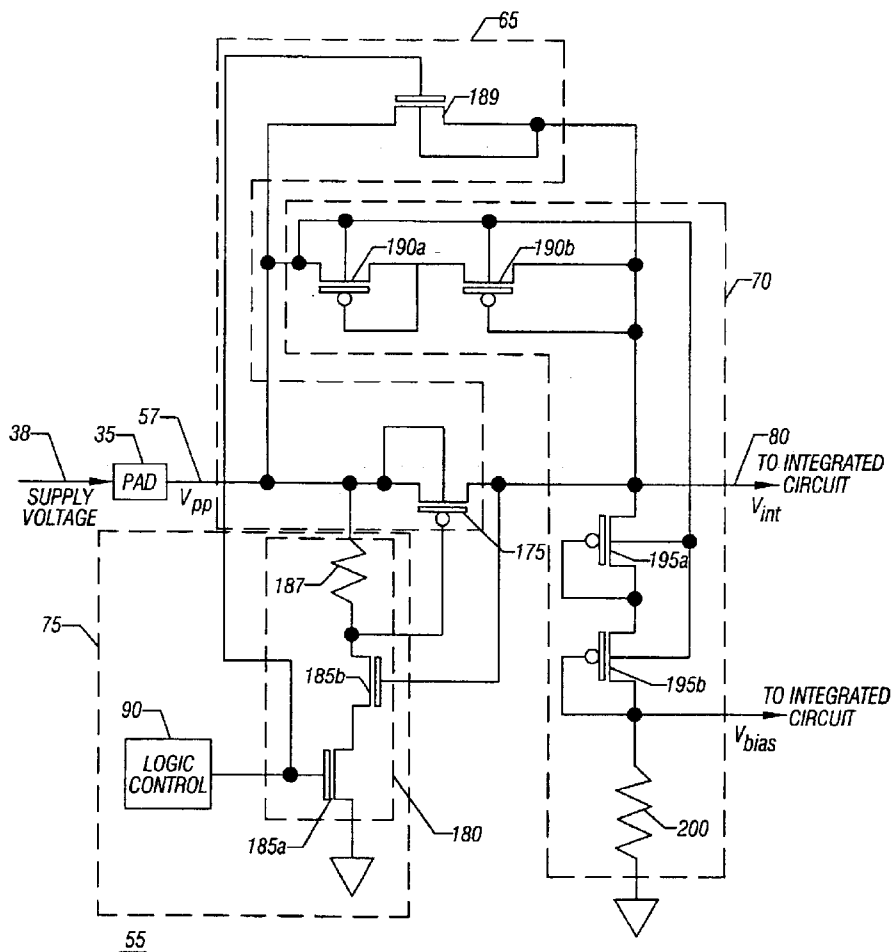 65
189
190a
190b
70
38
35
57
80
PAD
SUPPLY
VOLTAGE
Vpp
TO INTEGRATED
CIRCUIT
Vint
175
195a
187
75
185b
195b
90
TO INTEGRATED
CIRCUIT
Vbias
LOGIC
CONTROL
200
185a
180
55